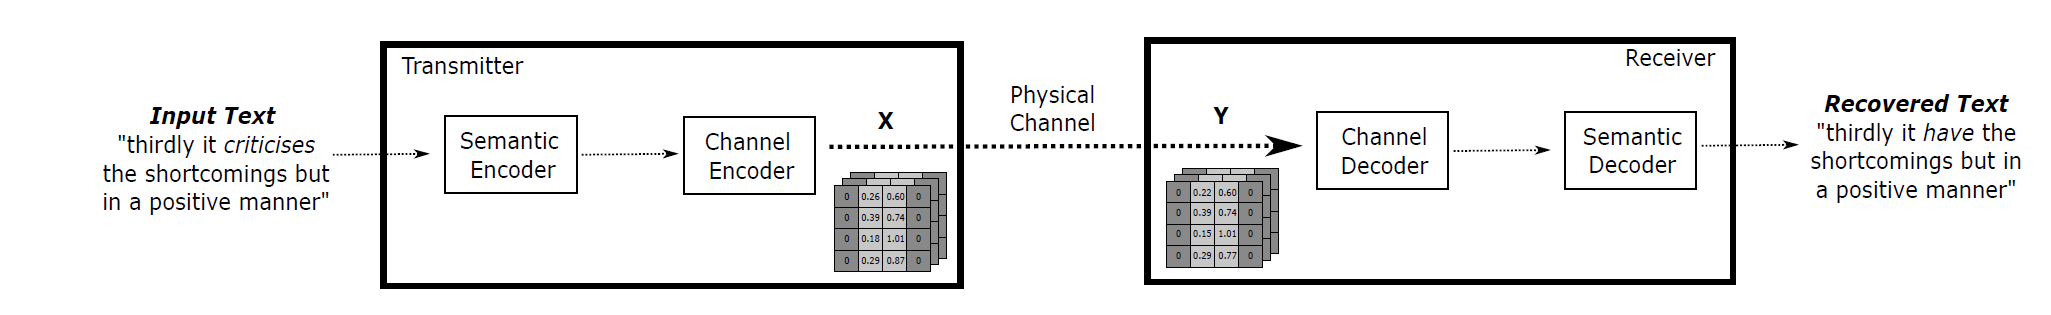 Transmitter
Receiver
Input Text
"thirdly it criticises
the shortcomings but
in a positive manner"
Semantic
Encoder
Channel
Encoder
X
0 0.26 0.60 0
0 0.39 0.74 0
0 0.18 1.01 0
0 0.29 0.87 0
Physical
Channel
Y
0 0.22 0.60 0
0 0.39 0.74 0
0 0.15 1.01 0
0 0.29 0.77 0
Channel
Decoder
Semantic
Decoder
Recovered Text
"thirdly it have the
shortcomings but in
a positive manner"